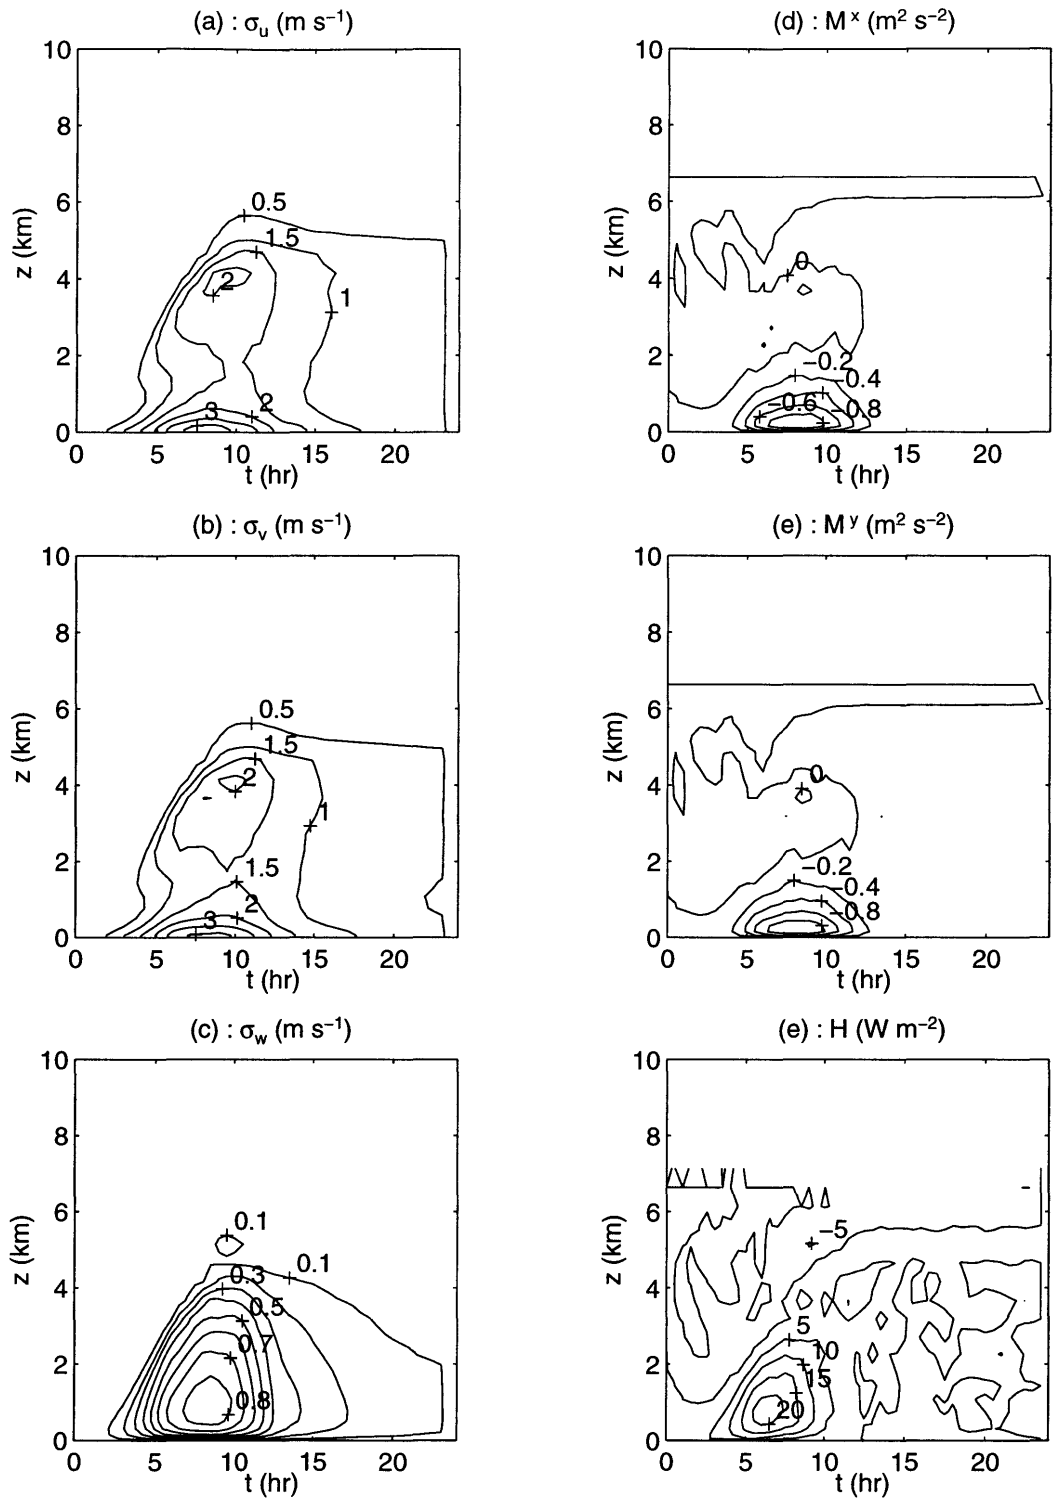 (a) : σu (m s–1)
10
8
6
4
2
0
z (km)
0.5
1.5
2
1
3
2
0 5 10 15 20
t (hr)
(d) : M x (m2 s–2)
10
8
6
4
2
0
z (km)
0
–0.2
–0.4
–0.6
–0.8
0 5 10 15 20
t (hr)
(b) : σv (m s–1)
10
8
6
4
2
0
z (km)
0.5
1.5
2
1
1.5
2
3
0 5 10 15 20
t (hr)
(e) : M y (m2 s–2)
10
8
6
4
2
0
z (km)
0
–0.2
–0.4
–0.8
0 5 10 15 20
t (hr)
(c) : σw (m s–1)
10
8
6
4
2
0
z (km)
0.1
0.1
0.3
0.5
0.7
0.8
0 5 10 15 20
t (hr)
(e) : H (W m–2)
10
8
6
4
2
0
z (km)
–5
5
10
15
20
0 5 10 15 20
t (hr)